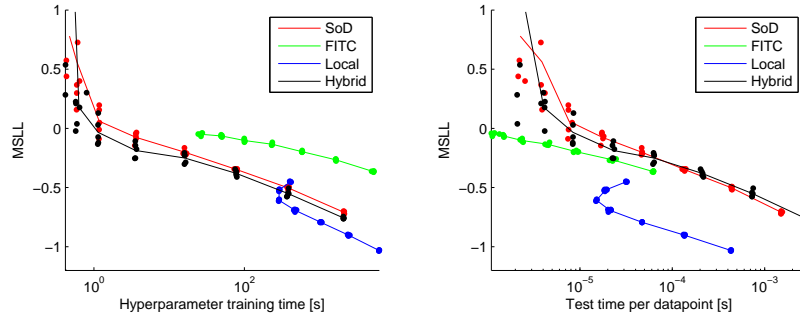 1
0.5
0
−0.5
−1
MSLL
10^0
10^2
Hyperparameter training time [s]
SoD
FITC
Local
Hybrid
1
0.5
0
−0.5
−1
MSLL
10^−5
10^−4
10^−3
Test time per datapoint [s]
SoD
FITC
Local
Hybrid